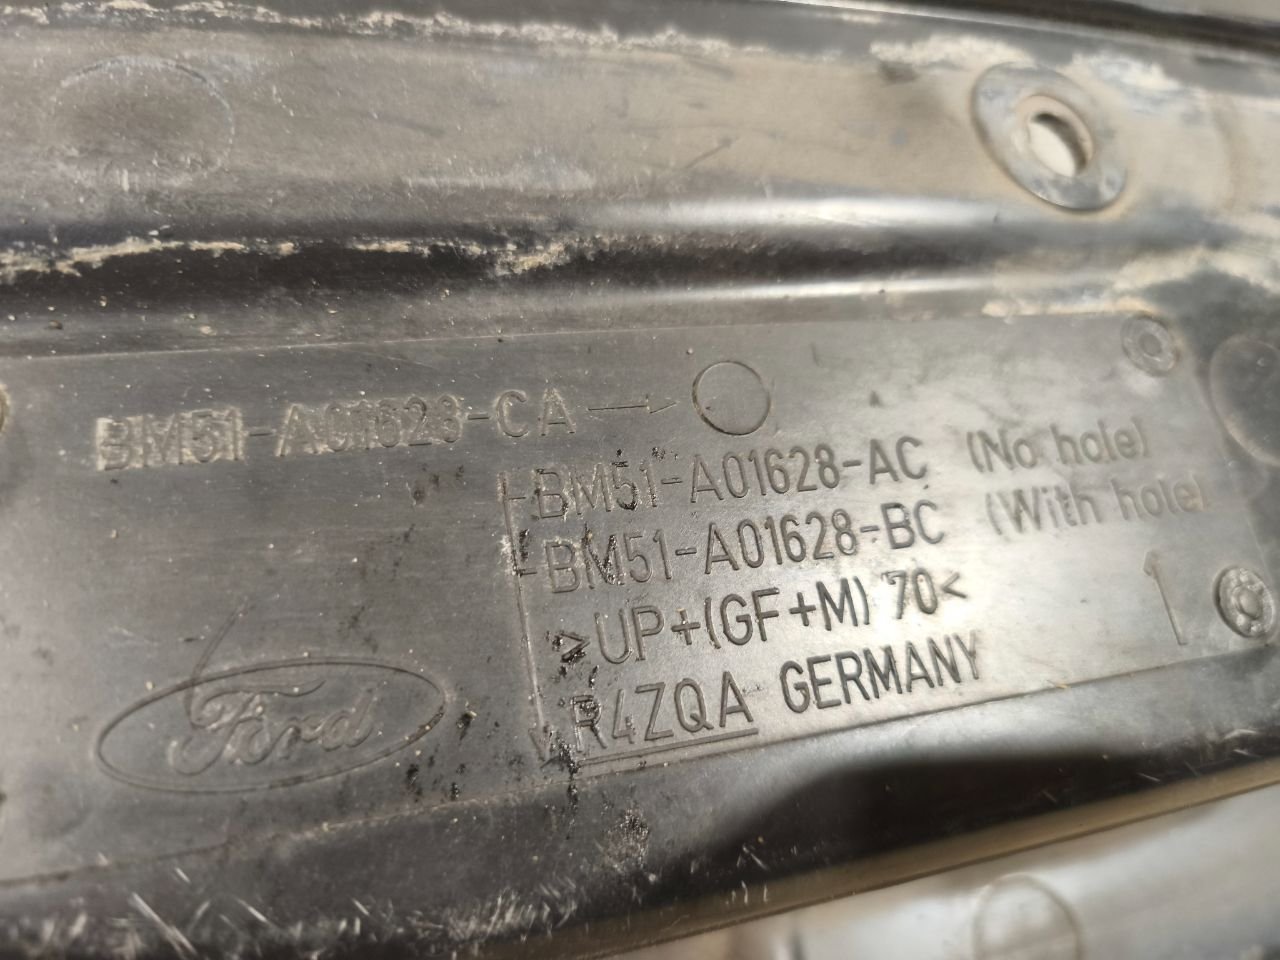 BM51-A01628-CA
BM51-A01628-AC (No hole)
BM51-A01628-BC (With hole)
>UP+(GF+M) 70<
R4ZQA GERMANY
1
Ford